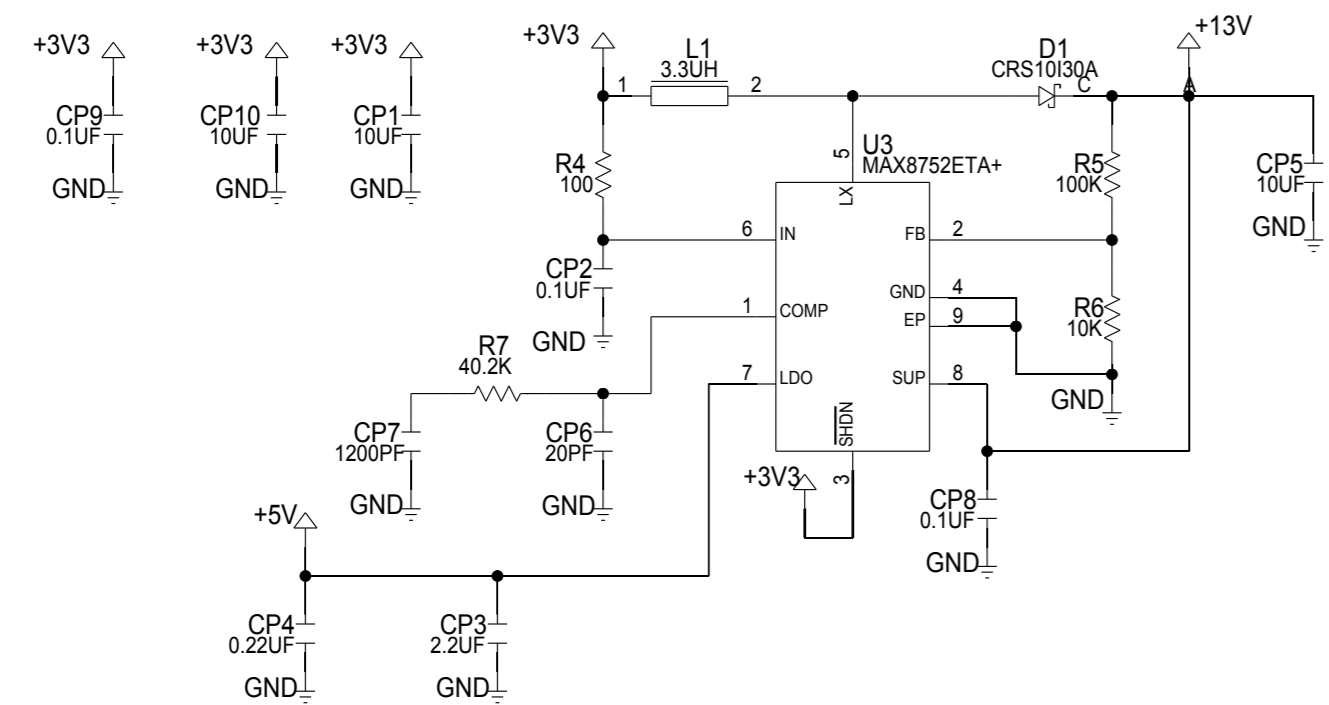 +3V3
CP9
0.1UF
GND
+3V3
CP10
10UF
GND
+3V3
CP1
10UF
GND
+3V3
1
L1
3.3UH
2
D1
CRS10I30A
C
A
+13V
R4
100
5
U3
MAX8752ETA+
LX
R5
100K
CP5
10UF
GND
6
IN
FB
2
CP2
0.1UF
GND
1
COMP
GND
4
EP
9
R6
10K
GND
R7
40.2K
7
LDO
SUP
8
CP7
1200PF
GND
CP6
20PF
GND
SHDN
3
+3V3
CP8
0.1UF
GND
+5V
CP4
0.22UF
GND
CP3
2.2UF
GND